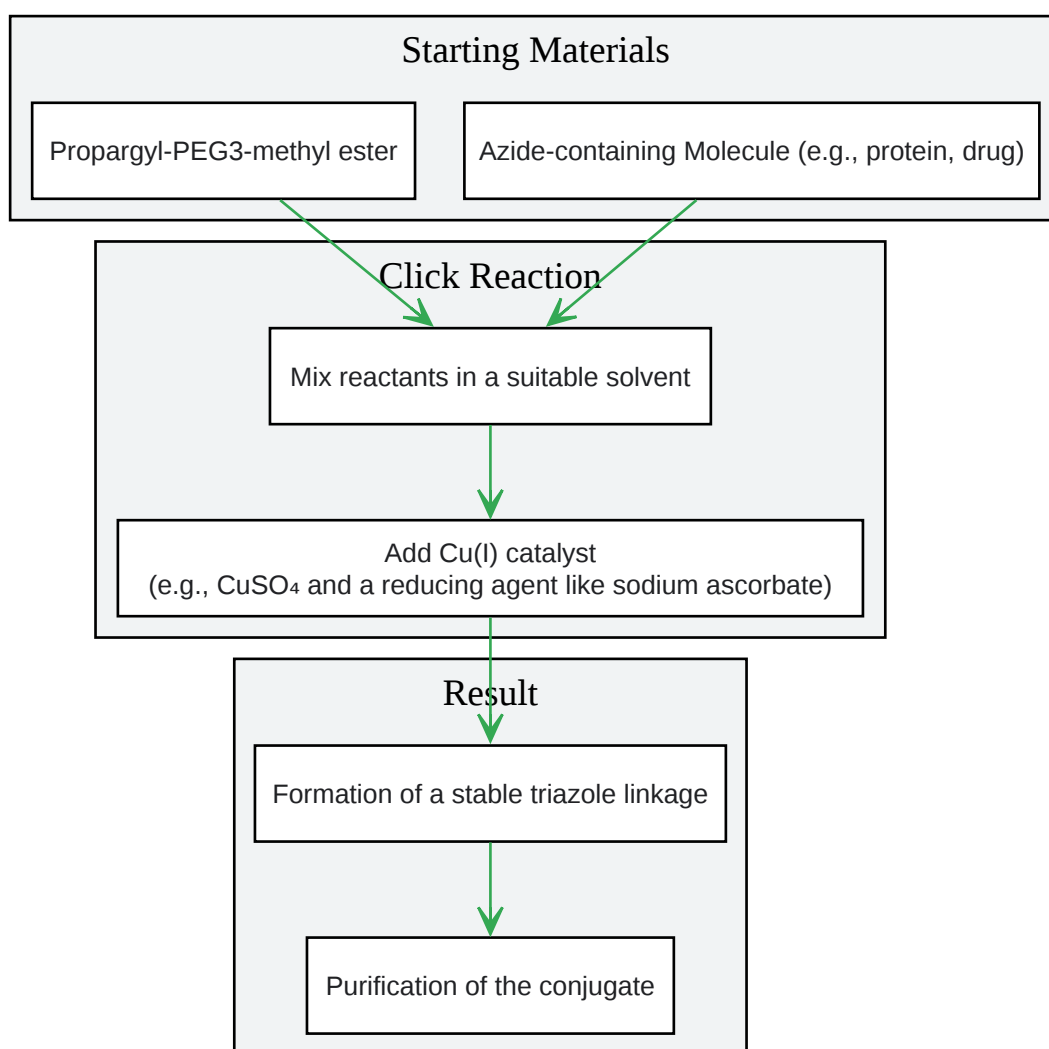 Starting Materials
Propargyl-PEG3-methyl ester
Azide-containing Molecule (e.g., protein, drug)
Click Reaction
Mix reactants in a suitable solvent
Add Cu(I) catalyst
(e.g., CuSO₄ and a reducing agent like sodium ascorbate)
Result
Formation of a stable triazole linkage
Purification of the conjugate